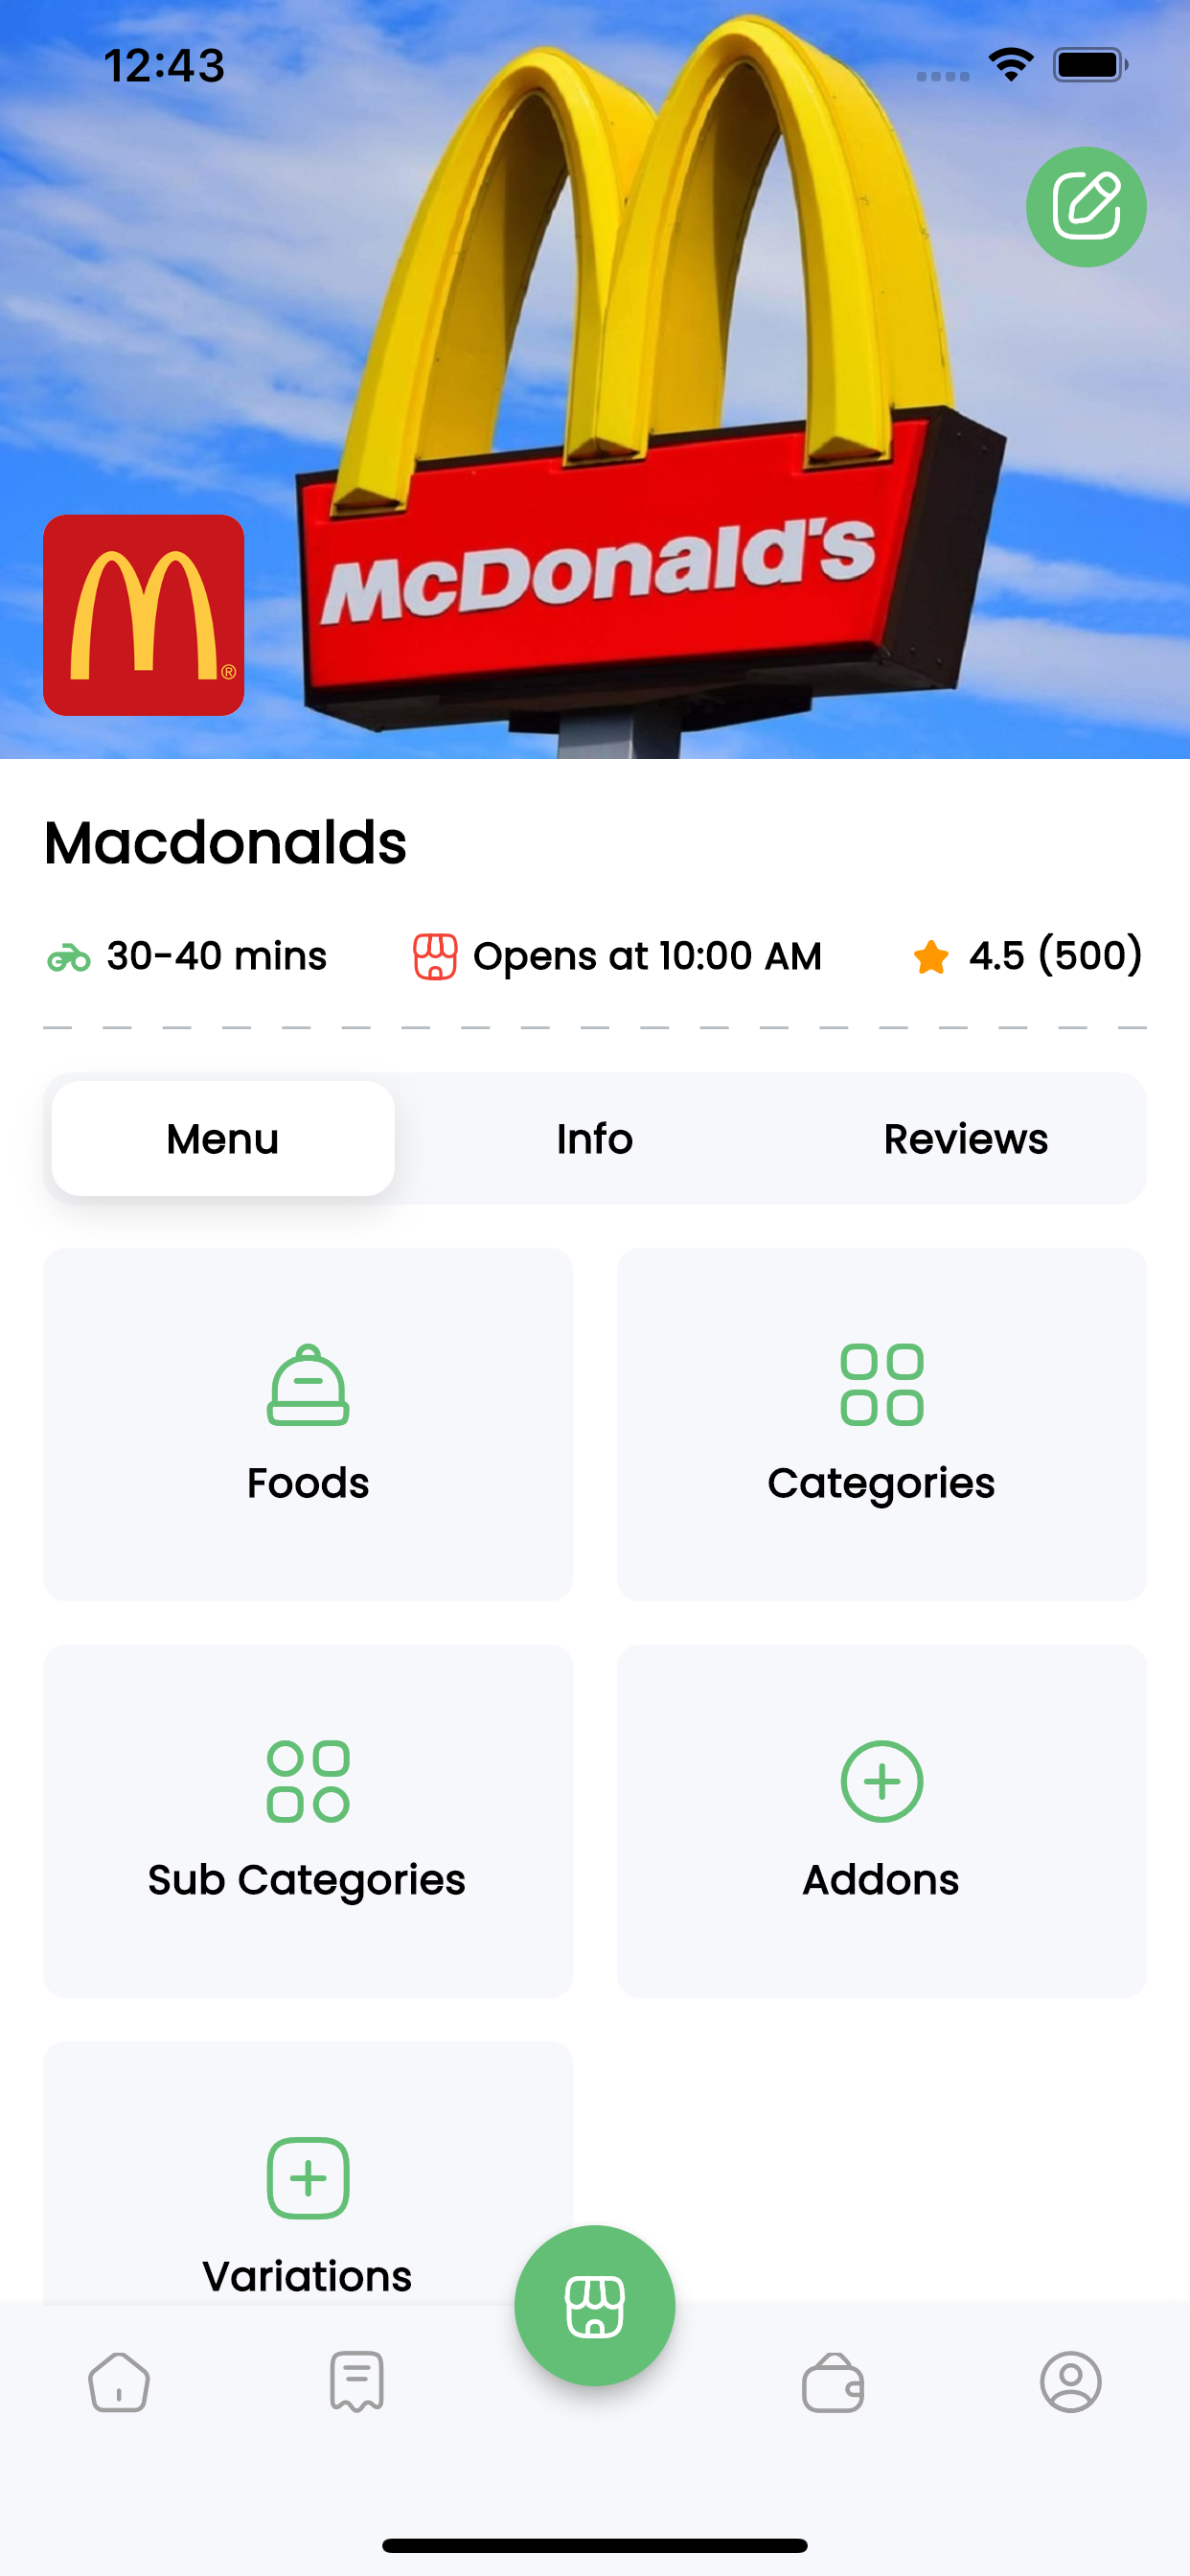 12:43
McDonald's
®
Macdonalds
30-40 mins
Opens at 10:00 AM
4.5 (500)
Menu
Info
Reviews
Foods
Categories
Sub Categories
Addons
Variations